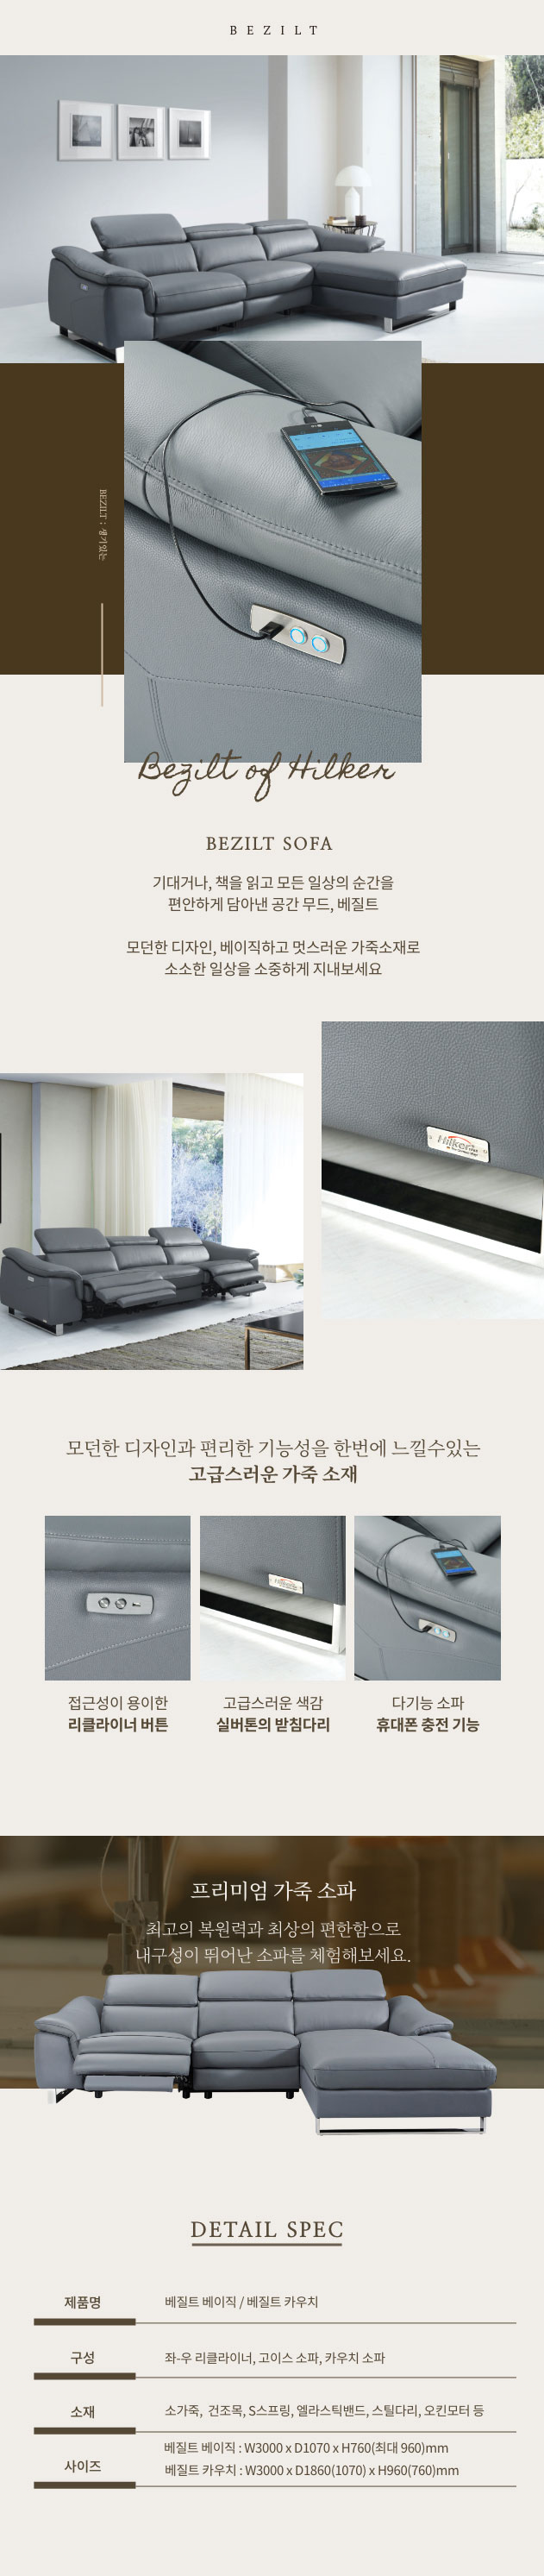 BEZILT
BEZILT ; 생기있는
Bezilt of Hilker
BEZILT SOFA
기대거나, 책을 읽고 모든 일상의 순간을
편안하게 담아낸 공간 무드, 베질트
모던한 디자인, 베이직하고 멋스러운 가죽소재로
소소한 일상을 소중하게 지내보세요
Hilker
모던한 디자인과 편리한 기능성을 한번에 느낄수있는
고급스러운 가죽 소재
접근성이 용이한
리클라이너 버튼
고급스러운 색감
실버톤의 받침다리
다기능 소파
휴대폰 충전 기능
프리미엄 가죽 소파
최고의 복원력과 최상의 편한함으로
내구성이 뛰어난 소파를 체험해보세요.
DETAIL SPEC
제품명 베질트 베이직 / 베질트 카우치
구성 좌-우 리클라이너, 고이스 소파, 카우치 소파
소재 소가죽, 건조목, S스프링, 엘라스틱밴드, 스틸다리, 오킨모터 등
사이즈 베질트 베이직 : W3000 x D1070 x H760(최대 960)mm
베질트 카우치 : W3000 x D1860(1070) x H960(760)mm